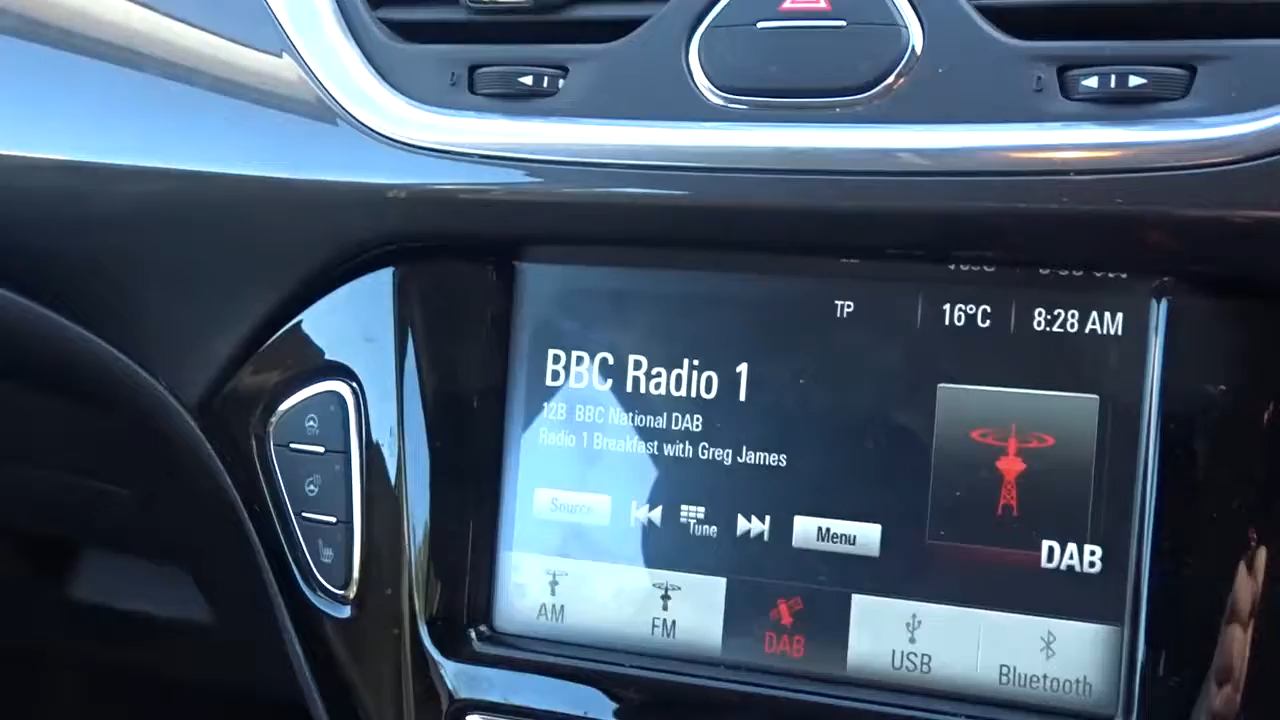 TP
16°C
8:28 AM
BBC Radio 1
12B BBC National DAB
Radio 1 Breakfast with Greg James
Source
Tune
Menu
DAB
AM
FM
DAB
USB
Bluetooth